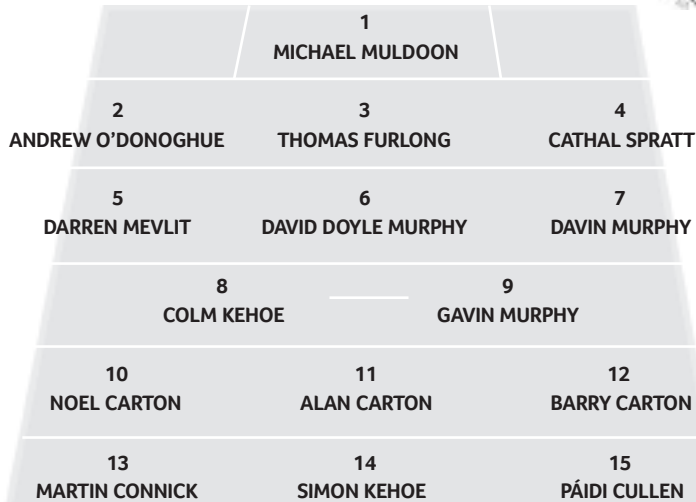 1
MICHAEL MULDOON
2 3 4
ANDREW O'DONOGHUE THOMAS FURLONG CATHAL SPRATT
5 6 7
DARREN MEVLIT DAVID DOYLE MURPHY DAVIN MURPHY
8 9
COLM KEHOE GAVIN MURPHY
10 11 12
NOEL CARTON ALAN CARTON BARRY CARTON
13 14 15
MARTIN CONNICK SIMON KEHOE PÁIDI CULLEN